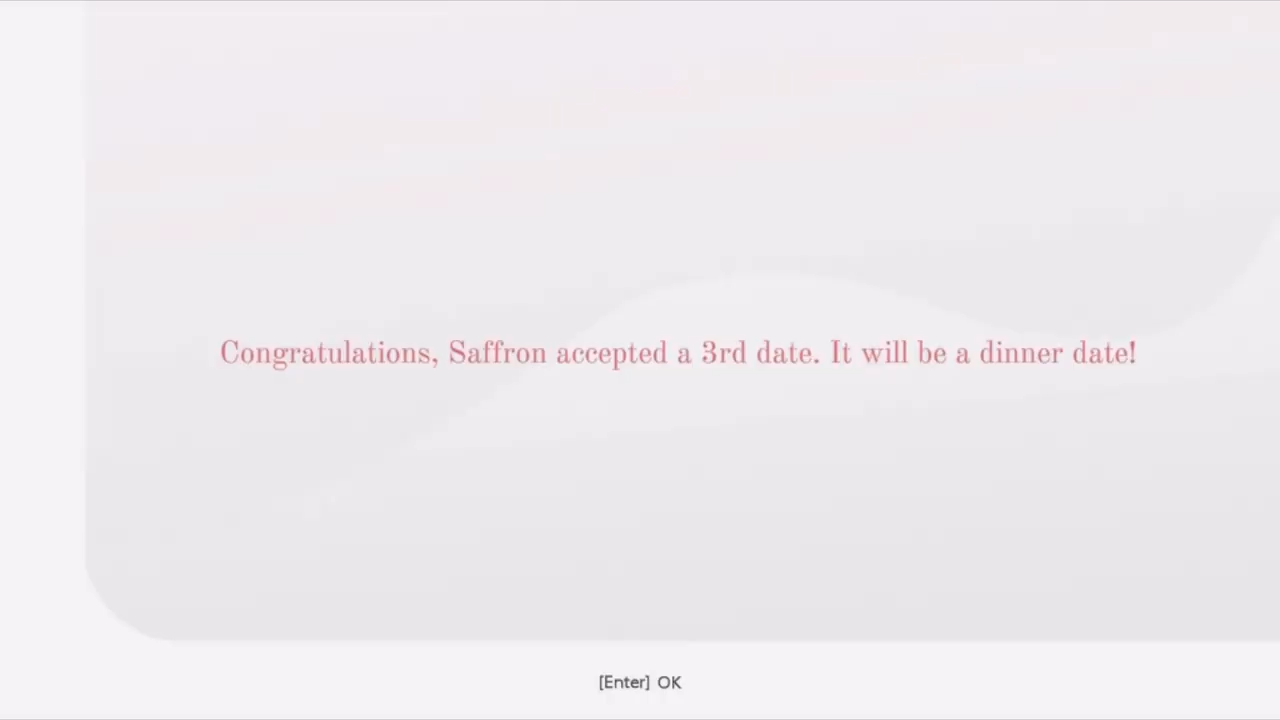 Congratulations, Saffron accepted a 3rd date. It will be a dinner date!
[Enter] OK